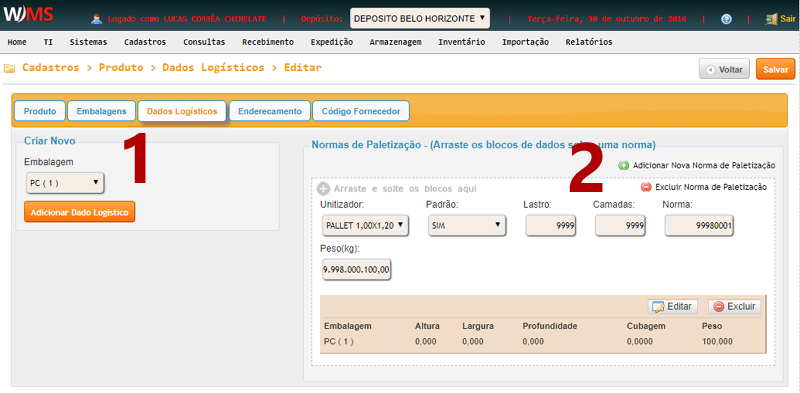 WMS Logado como LUCAS CORRÊA CHINELATE | Depósito: DEPOSITO BELO HORIZONTE | Terça-feira, 30 de outubro de 2018 | ? | Sair
Home TI Sistemas Cadastros Consultas Recebimento Expedição Armazenagem Inventário Importação Relatórios
Cadastros > Produto > Dados Logísticos > Editar Voltar Salvar
Produto Embalagens Dados Logísticos Enderecamento Código Fornecedor
Criar Novo
1
Embalagem
PC ( 1 )
Adicionar Dado Logístico
Normas de Paletização - (Arraste os blocos de dados sobre uma norma)
2
Adicionar Nova Norma de Paletização
Arraste e solte os blocos aqui Excluir Norma de Paletização
Unitizador: Padrão: Lastro: Camadas: Norma:
PALLET 1,00X1,20 SIM 9999 9999 99980001
Peso(kg):
9.998.000.100,00
Editar Excluir
Embalagem Altura Largura Profundidade Cubagem Peso
PC ( 1 ) 0,000 0,000 0,000 0,0000 100,000